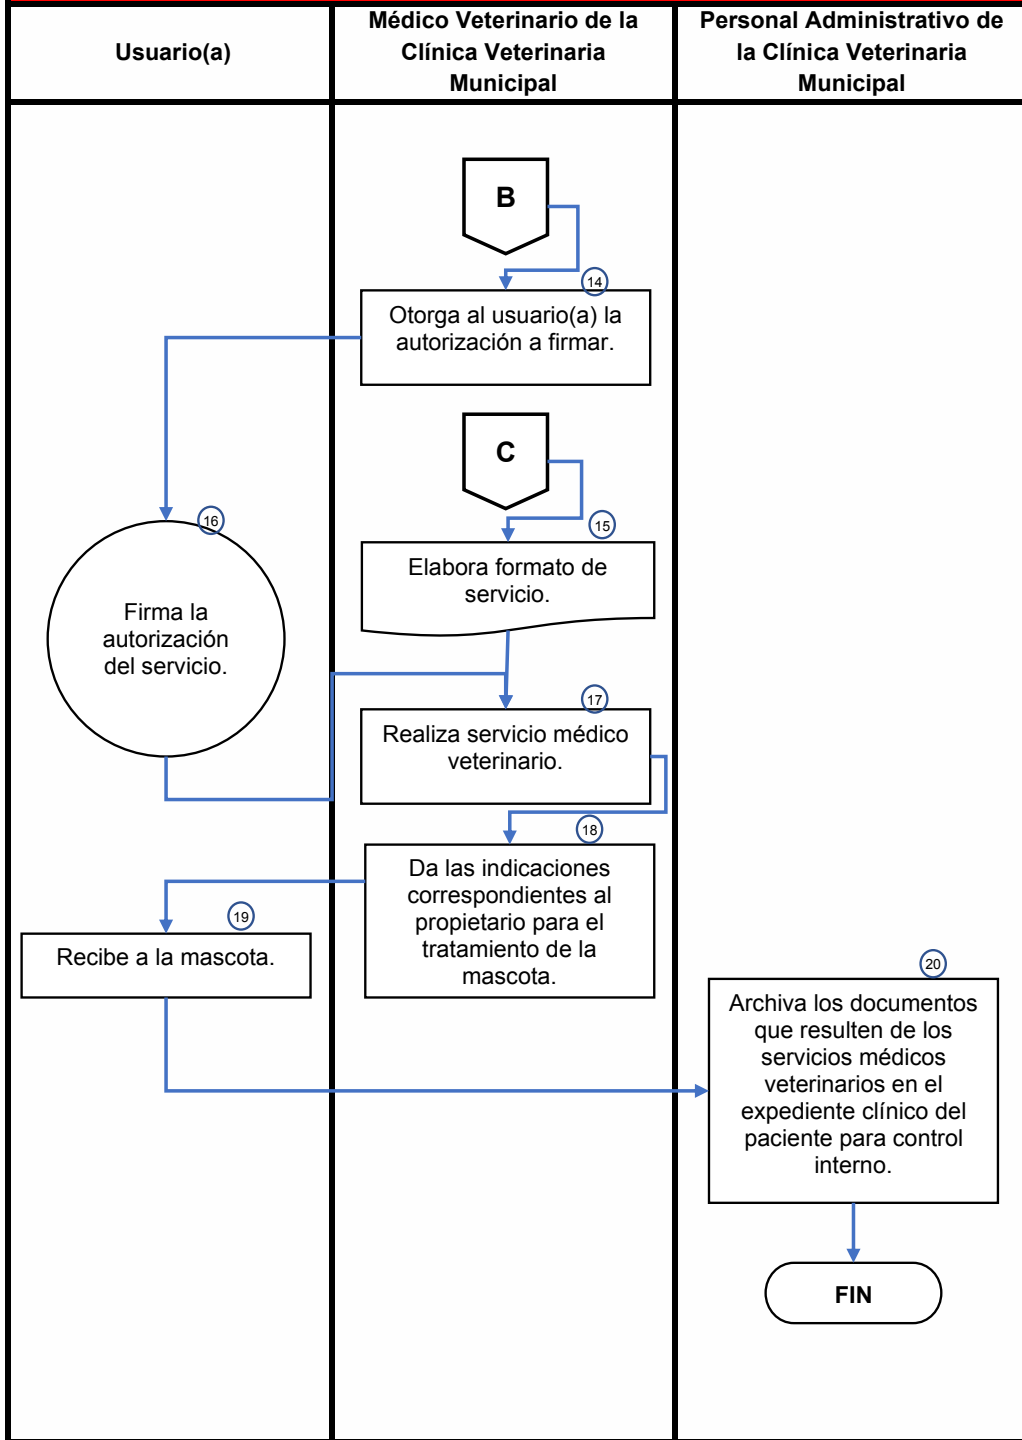 Usuario(a)
Médico Veterinario de la
Clínica Veterinaria
Municipal
Personal Administrativo de
la Clínica Veterinaria
Municipal
B
14
Otorga al usuario(a) la
autorización a firmar.
C
15
Elabora formato de
servicio.
16
Firma la
autorización
del servicio.
17
Realiza servicio médico
veterinario.
18
Da las indicaciones
correspondientes al
propietario para el
tratamiento de la
mascota.
19
Recibe a la mascota.
20
Archiva los documentos
que resulten de los
servicios médicos
veterinarios en el
expediente clínico del
paciente para control
interno.
FIN